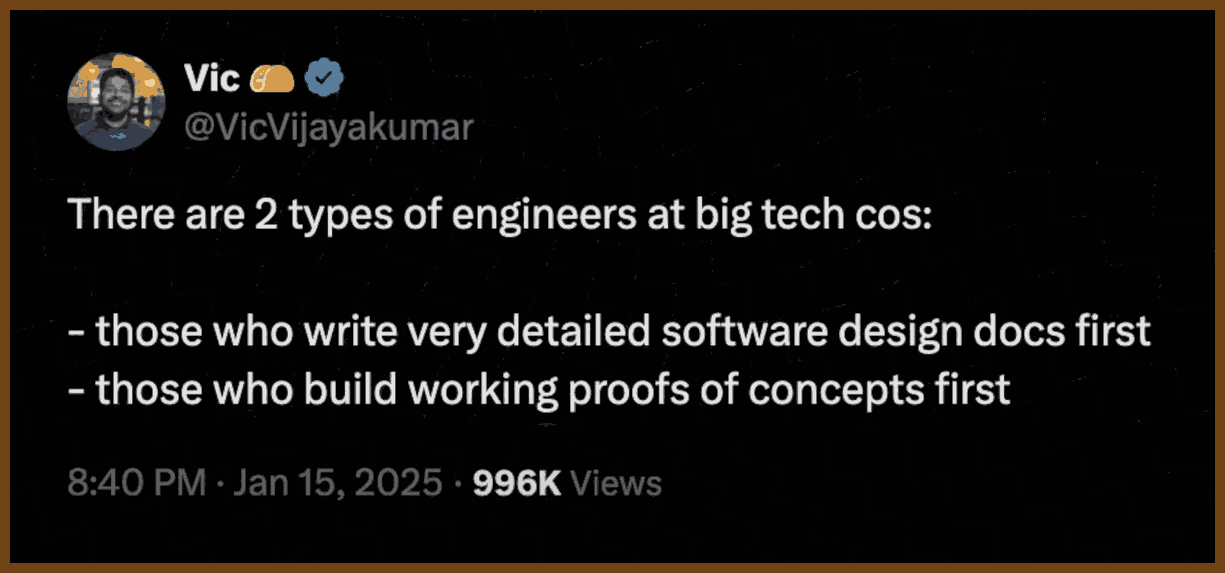 Vic 🌮
@VicVijayakumar
There are 2 types of engineers at big tech cos:
- those who write very detailed software design docs first
- those who build working proofs of concepts first
8:40 PM · Jan 15, 2025 · 996K Views